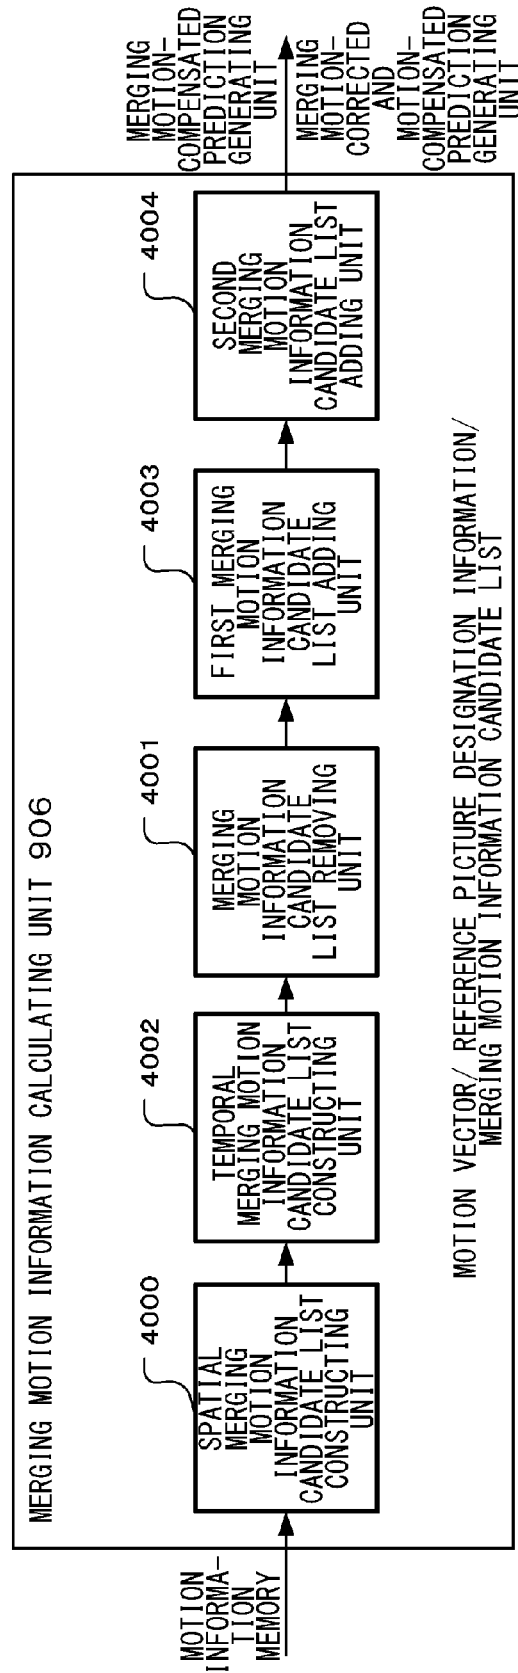 MERGING MOTION INFORMATION CALCULATING UNIT 906
MOTION
INFORMA-
TION
MEMORY
4000
SPATIAL
MERGING
MOTION
INFORMATION
CANDIDATE LIST
CONSTRUCTING
UNIT
4002
TEMPORAL
MERGING MOTION
INFORMATION
CANDIDATE LIST
CONSTRUCTING
UNIT
4001
MERGING
MOTION
INFORMATION
CANDIDATE
LIST REMOVING
UNIT
4003
FIRST MERGING
MOTION
INFORMATION
CANDIDATE
LIST ADDING
UNIT
4004
SECOND
MERGING
MOTION
INFORMATION
CANDIDATE LIST
ADDING UNIT
MERGING
MOTION-
COMPENSATED
PREDICTION
GENERATING
UNIT
MERGING
MOTION-
CORRECTED
AND
MOTION-
COMPENSATED
PREDICTION
GENERATING
UNIT
MOTION VECTOR/ REFERENCE PICTURE DESIGNATION INFORMATION/
MERGING MOTION INFORMATION CANDIDATE LIST